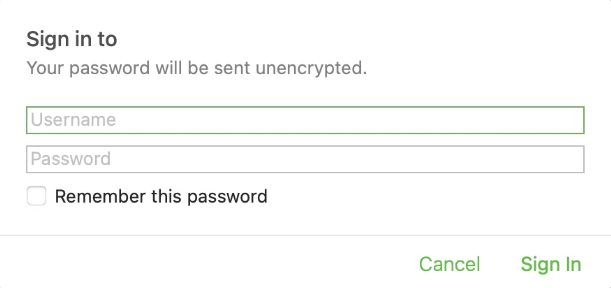 Sign in to
Your password will be sent unencrypted.
Username
Password
Remember this password
Cancel Sign In